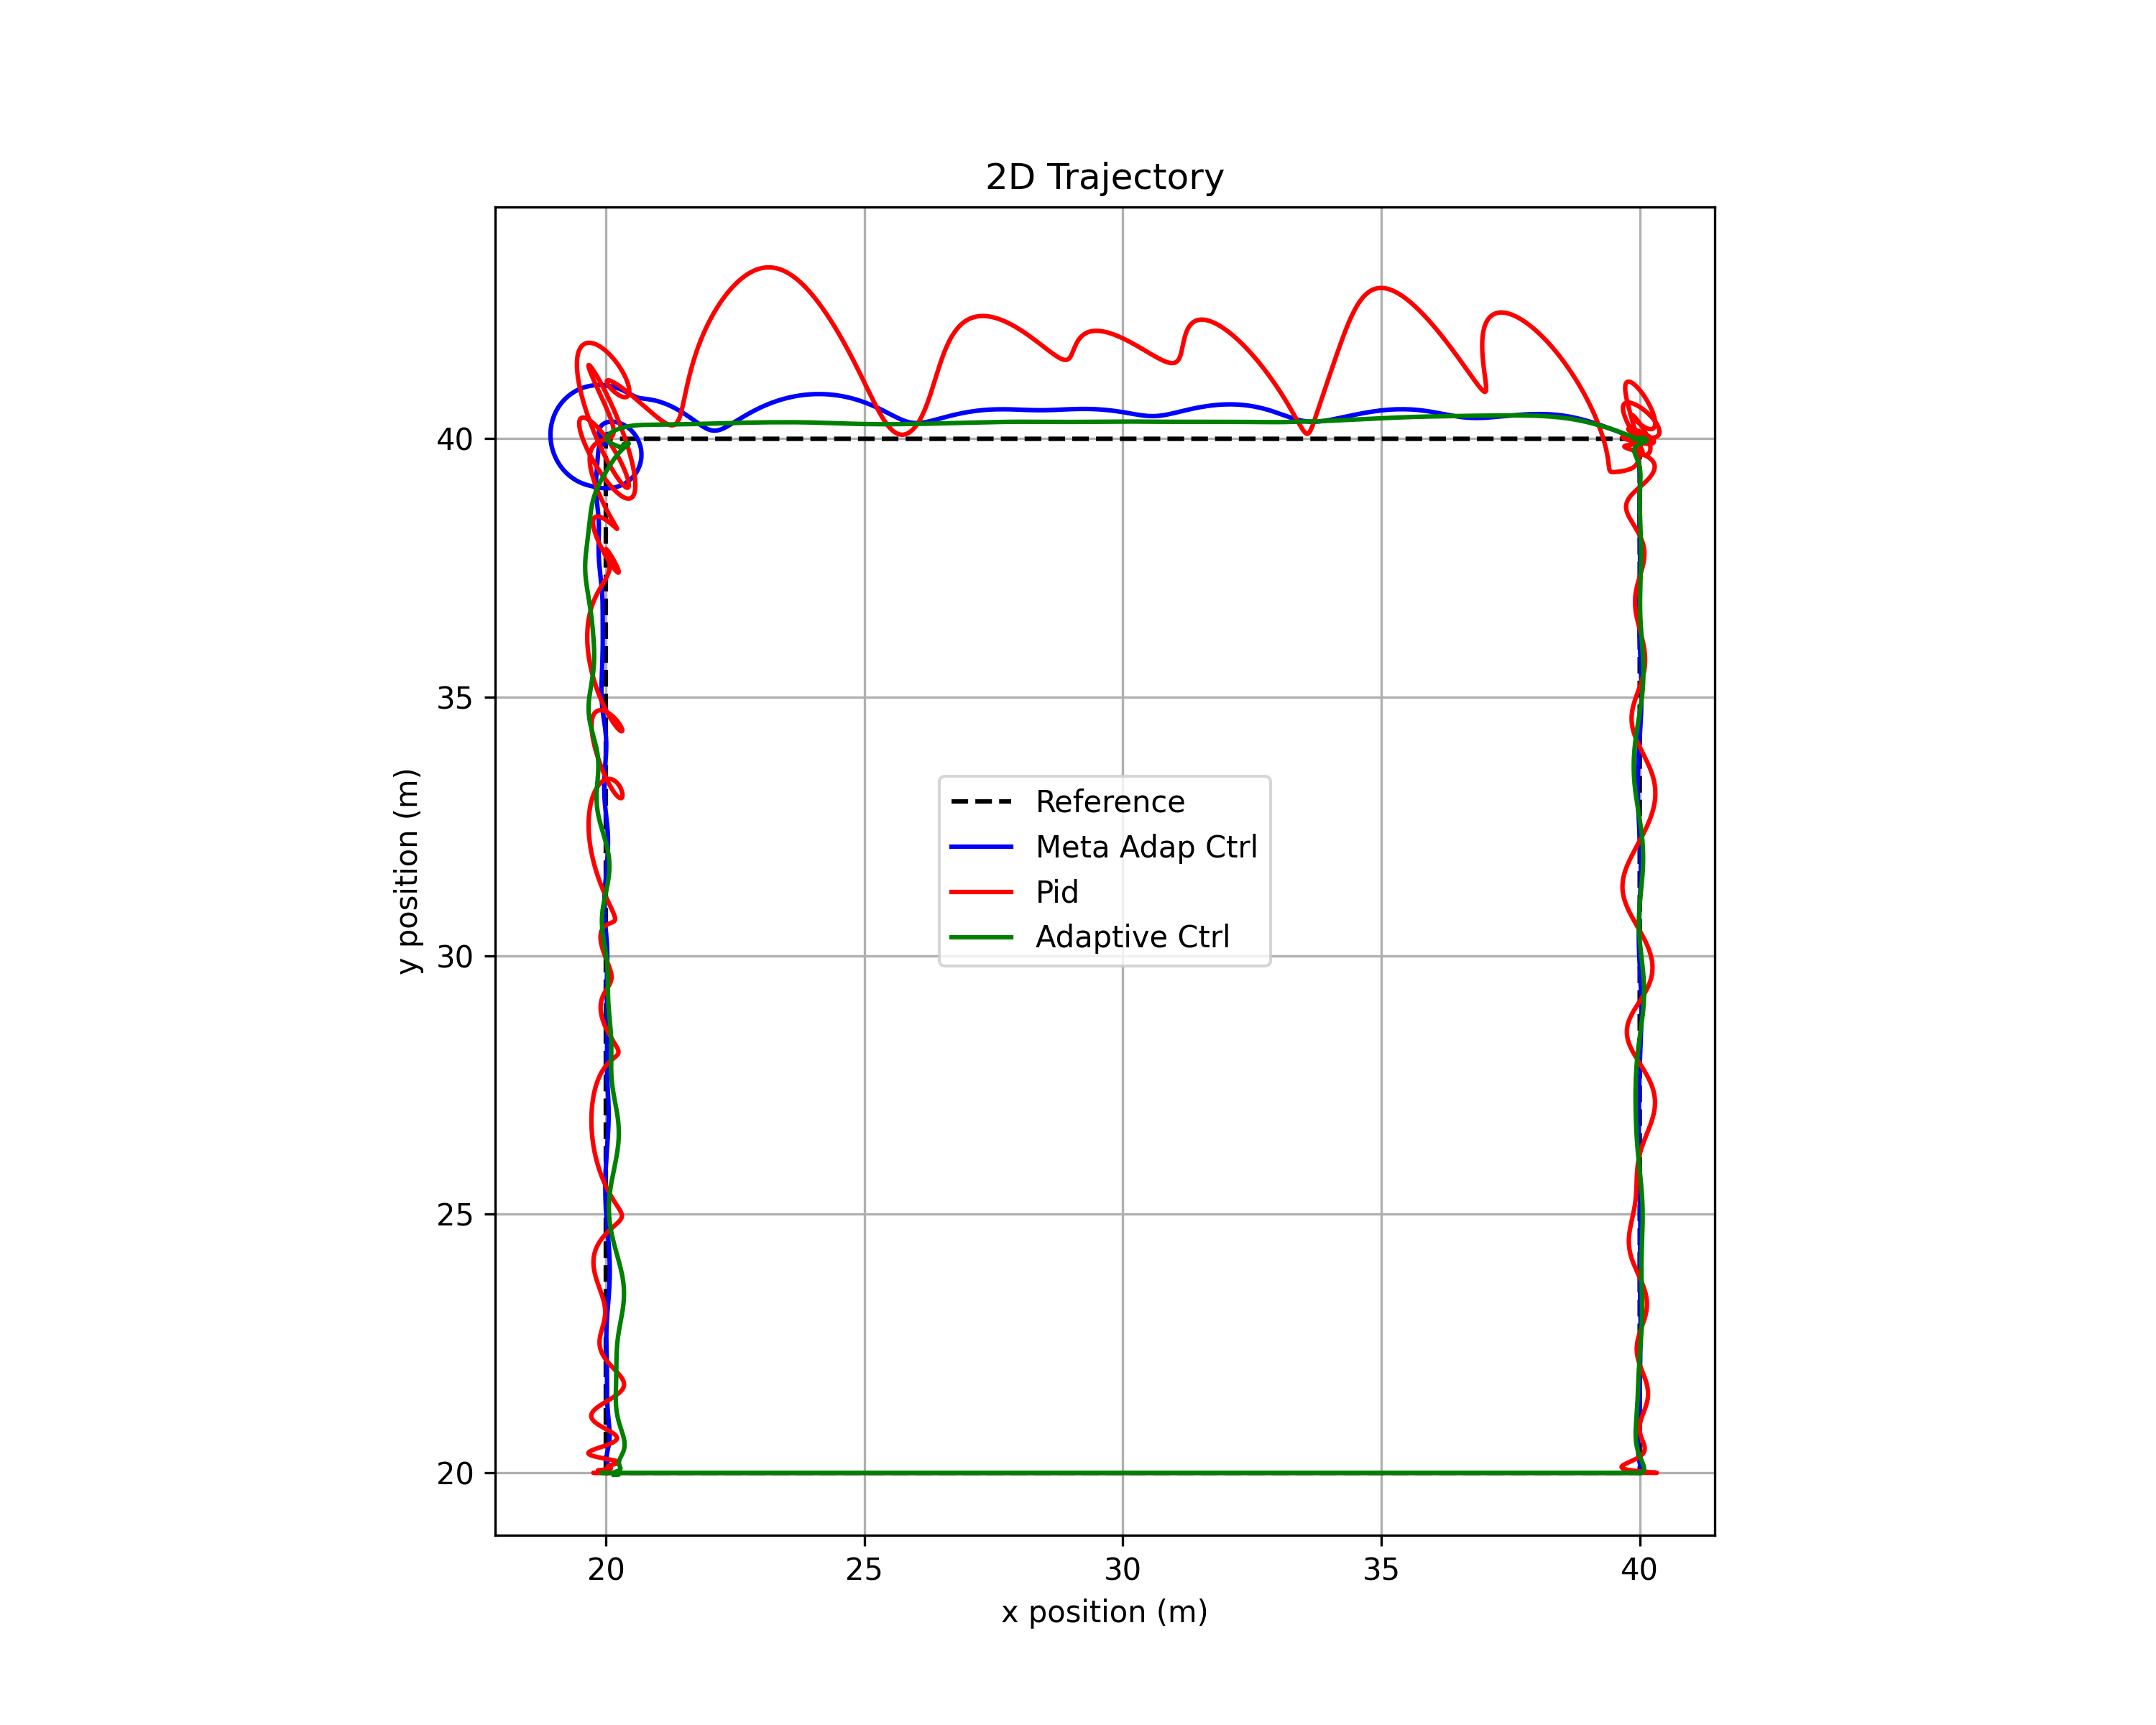 2D Trajectory
40
35
30
25
20
y position (m)
Reference
Meta Adap Ctrl
Pid
Adaptive Ctrl
20 25 30 35 40
x position (m)